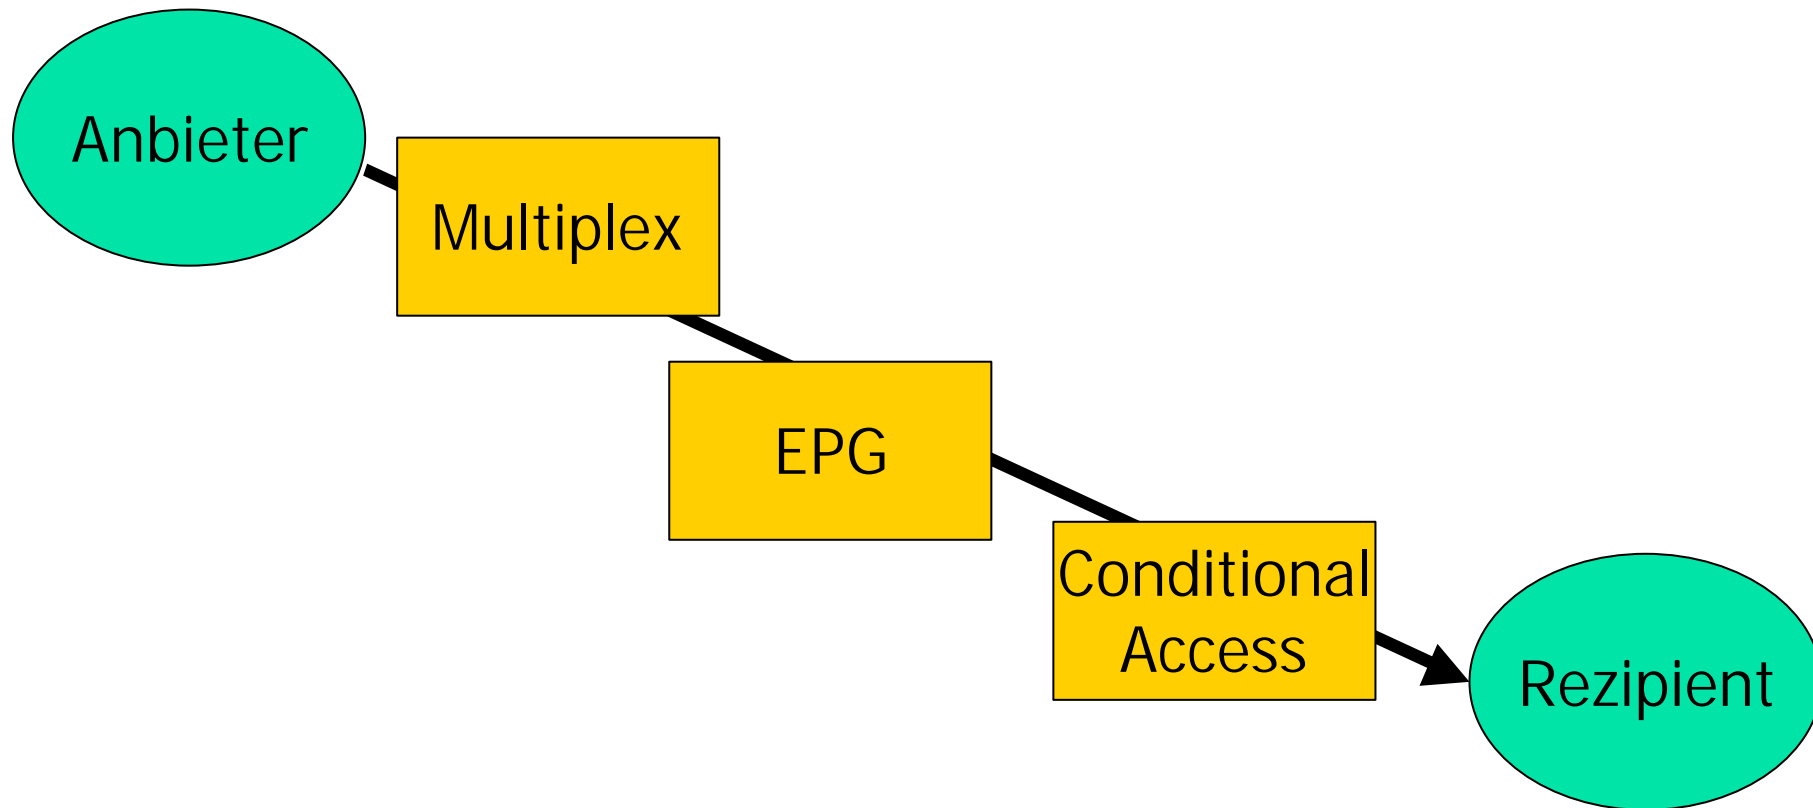 Anbieter
Multiplex
EPG
Conditional
Access
Rezipient